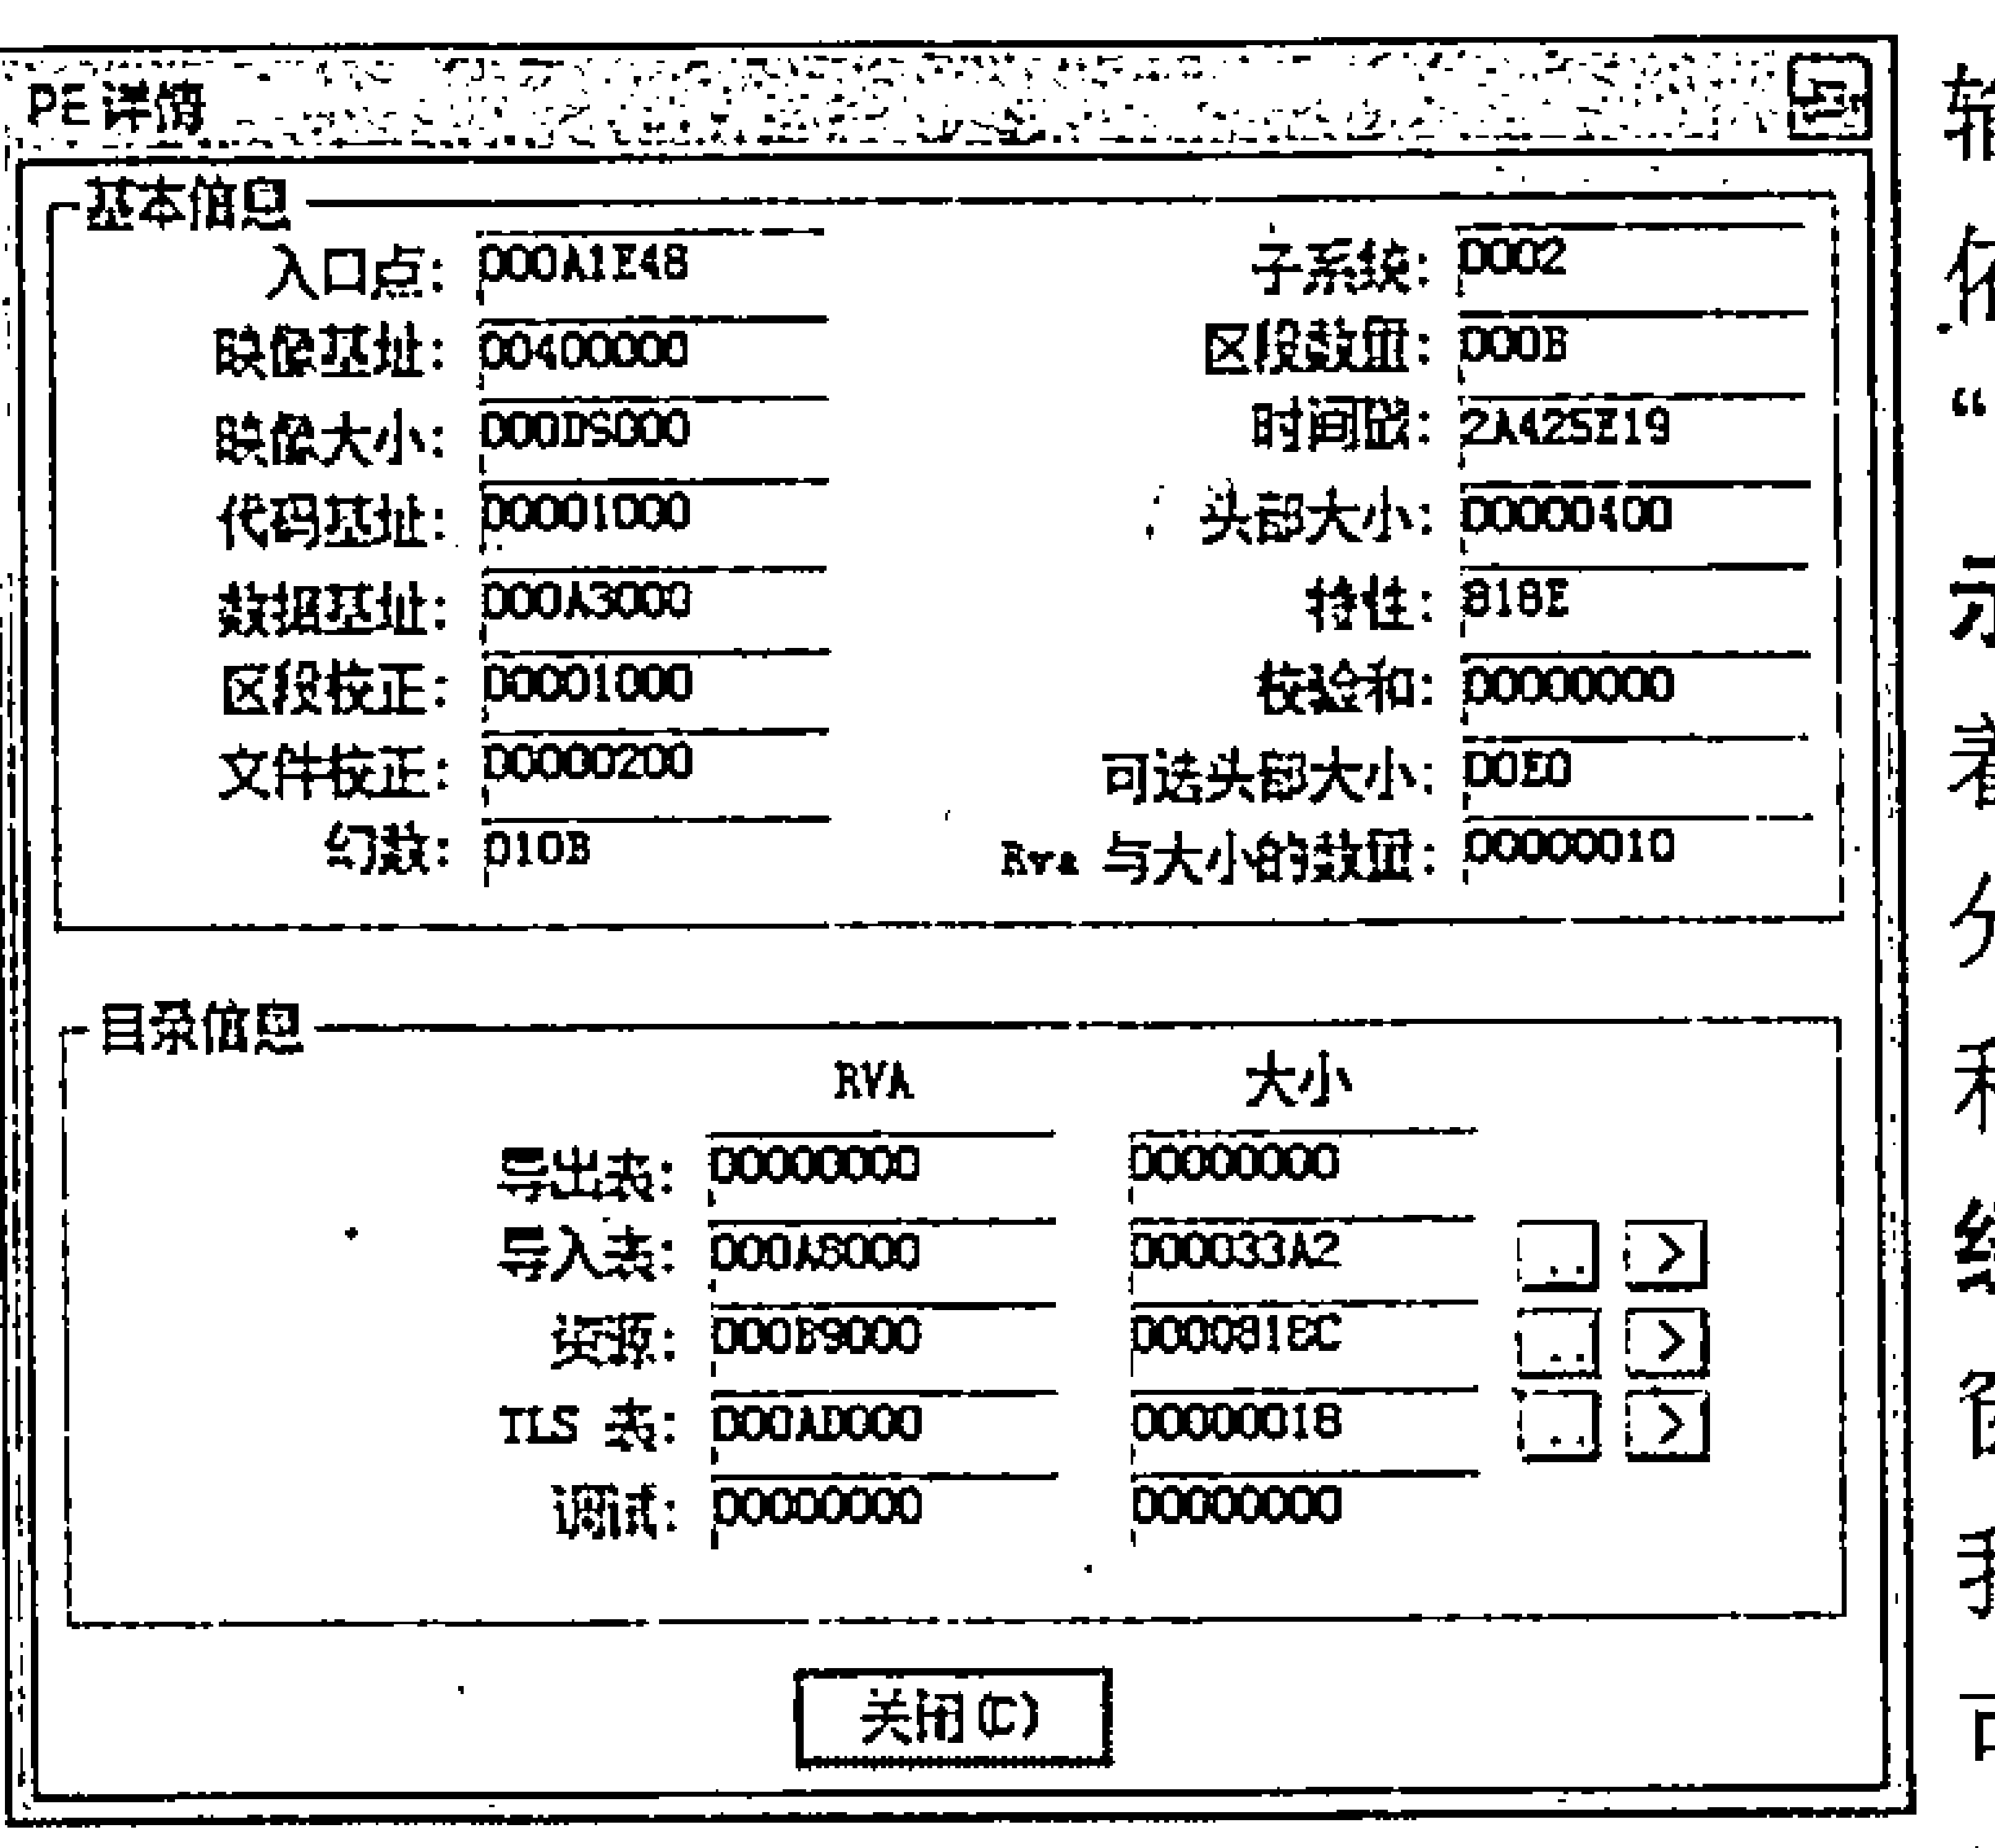 PE 详情
基本信息
入口点: 000A1E48 子系统: 0002
映像基址: 00400000 区段数量: 000B
映像大小: 时间戳: 2A425E19
代码基址: 00001000 头部大小: 00000400
数据基址: 000A3000 特性: 818E
区段校正: 00001000 校验和: 00000000
文件校正: 00000200 可选头部大小: 00E0
幻数: 010B Rva 与大小的数量: 00000010
目录信息
RVA 大小
导出表: 00000000 00000000
导入表: 000033A2 .. >
资源: 000B9000 0000818C .. >
TLS 表: 000AD000 00000018 .. >
调试: 00000000 00000000
关闭(C)